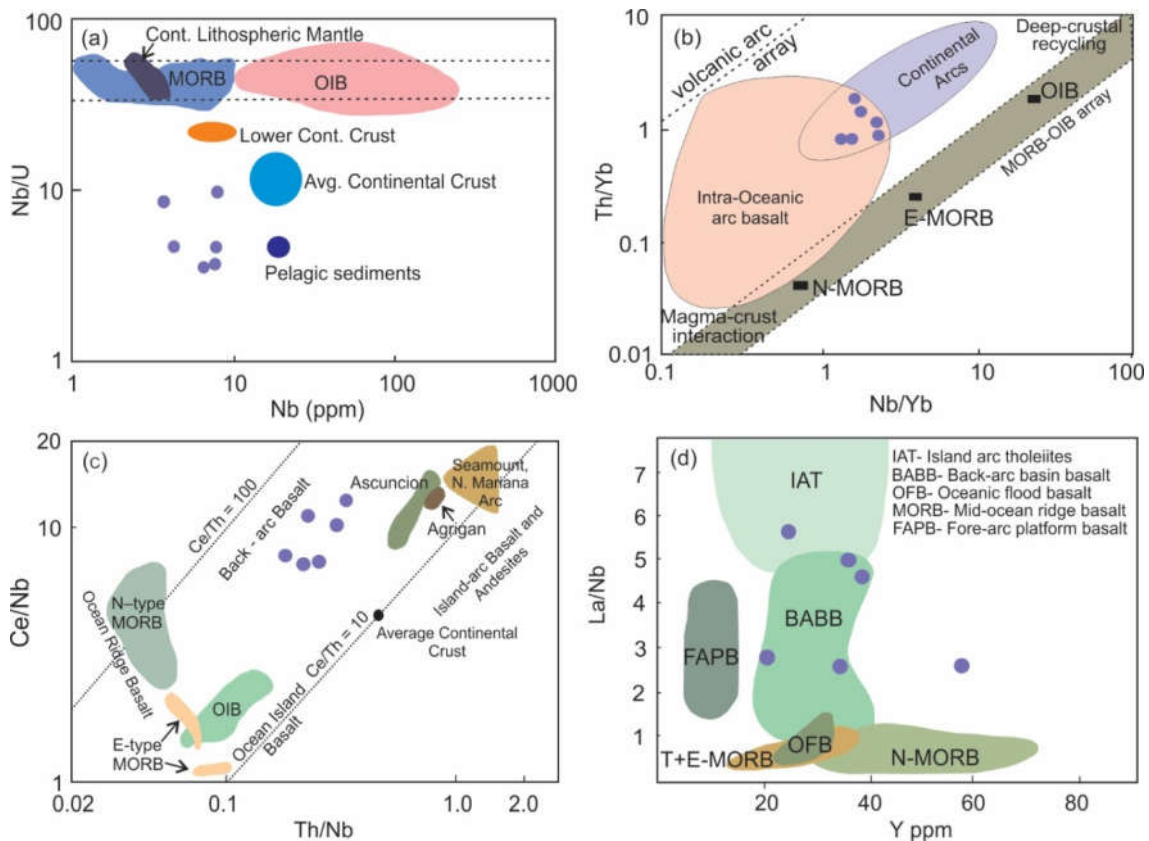 (a)
100
10
1
Nb/U
Cont. Lithospheric Mantle
MORB
OIB
Lower Cont. Crust
Avg. Continental Crust
Pelagic sediments
1
10
100
1000
Nb (ppm)
(b)
10
1
0.1
0.01
Th/Yb
volcanic arc
array
Continental
Arcs
Deep-crustal
recycling
OIB
MORB-OIB array
Intra-Oceanic
arc basalt
E-MORB
N-MORB
Magma-crust
interaction
0.1
1
10
100
Nb/Yb
(c)
20
10
1
Ce/Nb
Ce/Th = 100
Back - arc Basalt
Ascuncion
Seamount,
N. Mariana
Arc
Agrigan
Island-arc Basalt and
Andesites
N–type
MORB
Ocean Ridge Basalt
Ce/Th = 10
Average Continental
Crust
OIB
Ocean Island
Basalt
E-type
MORB
0.02
0.1
1.0
2.0
Th/Nb
(d)
7
6
5
4
3
2
1
La/Nb
IAT
IAT- Island arc tholeiites
BABB- Back-arc basin basalt
OFB- Oceanic flood basalt
MORB- Mid-ocean ridge basalt
FAPB- Fore-arc platform basalt
BABB
FAPB
OFB
T+E-MORB
N-MORB
20
40
60
80
Y ppm